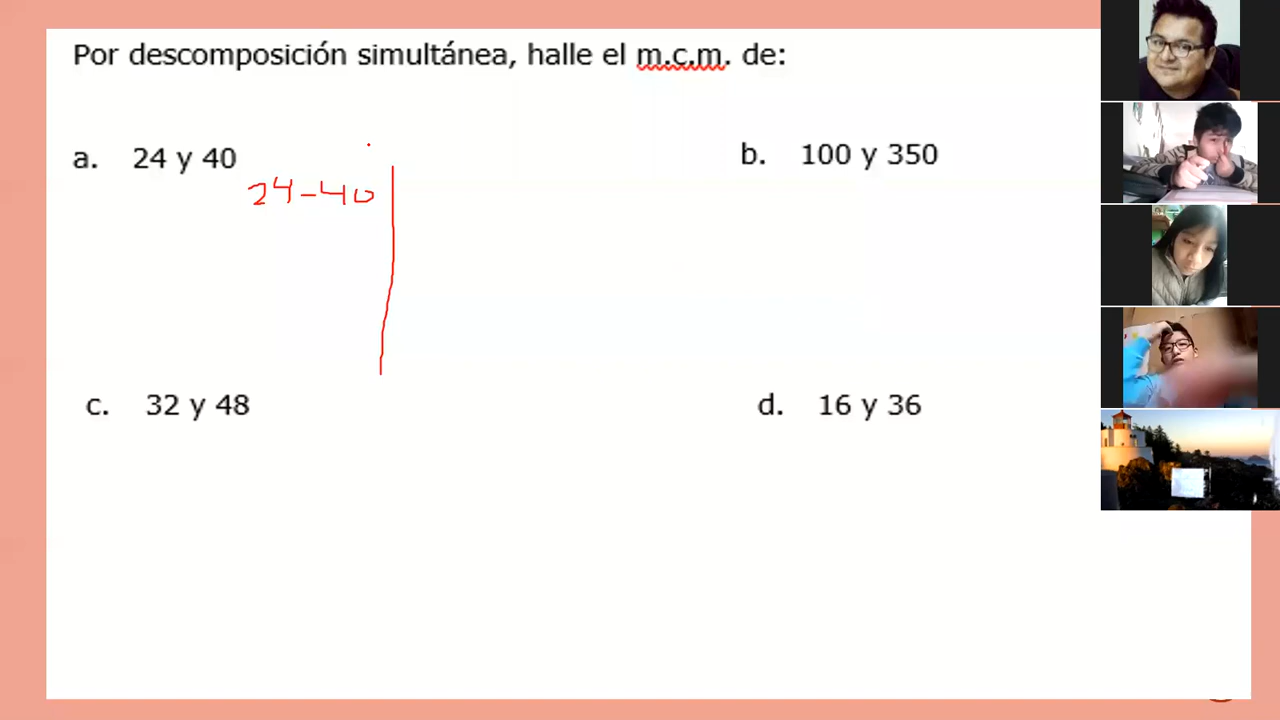 Por descomposición simultánea, halle el m.c.m. de:
a. 24 y 40
b. 100 y 350
24-40
c. 32 y 48
d. 16 y 36